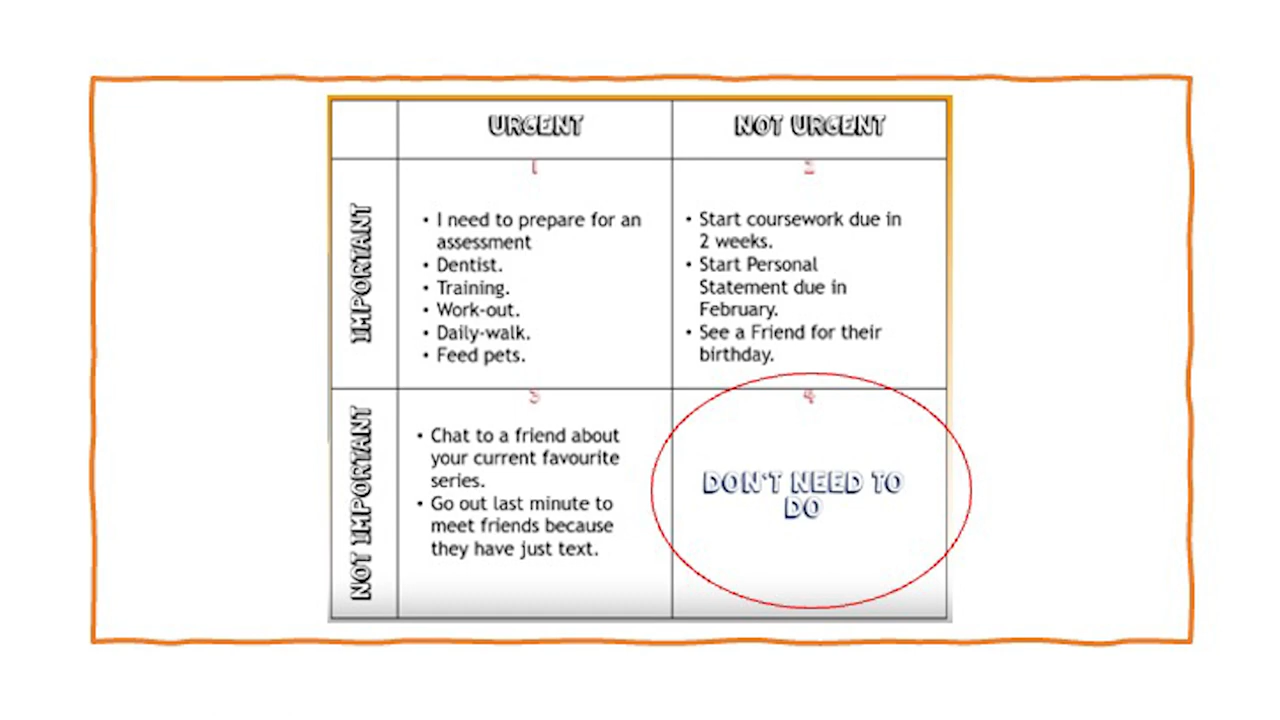 URGENT
NOT URGENT
IMPORTANT
1
• I need to prepare for an
assessment
• Dentist.
• Training.
• Work-out.
• Daily-walk.
• Feed pets.
2
• Start coursework due in
2 weeks.
• Start Personal
Statement due in
February.
• See a Friend for their
birthday.
NOT IMPORTANT
3
• Chat to a friend about
your current favourite
series.
• Go out last minute to
meet friends because
they have just text.
4
DON'T NEED TO
DO